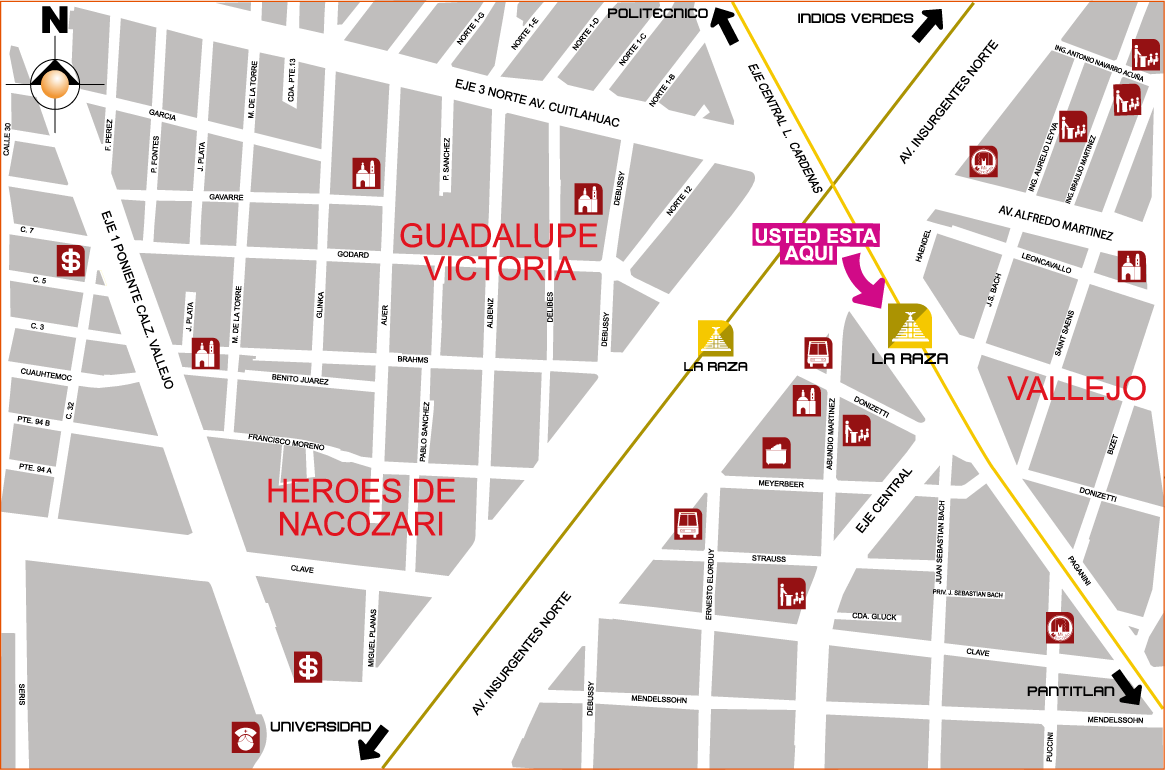 N
POLITECNICO
INDIOS VERDES
NORTE 1-G
NORTE 1-E
NORTE 1-D
NORTE 1-C
NORTE 1-B
EJE 3 NORTE AV. CUITLAHUAC
EJE CENTRAL L. CARDENAS
AV. INSURGENTES NORTE
ING. ANTONIO NAVARRO ACUÑA
ING. AURELIO LEYVA
ING. BRAULIO MARTINEZ
AV. ALFREDO MARTINEZ
CALLE 30
F. PEREZ
GARCIA
P. FONTES
J. PLATA
M. DE LA TORRE
CDA. PTE.13
P. SANCHEZ
DEBUSSY
NORTE 12
GAVARRE
C. 7
C. 5
C. 3
EJE 1 PONIENTE CALZ. VALLEJO
GUADALUPE
VICTORIA
GODARD
USTED ESTA
AQUI
HAENDEL
LEONCAVALLO
J.S. BACH
SAINT SAENS
J. PLATA
M. DE LA TORRE
GLINKA
AUER
ALBENIZ
DELIBES
DEBUSSY
LA RAZA
LA RAZA
VALLEJO
BRAHMS
CUAUHTEMOC
BENITO JUAREZ
C. 32
PTE. 94 B
PTE. 94 A
FRANCISCO MORENO
PABLO SANCHEZ
HEROES DE
NACOZARI
ABUNDIO MARTINEZ
DONIZETTI
MEYERBEER
EJE CENTRAL
BIZET
DONIZETTI
STRAUSS
ERNESTO ELORDUY
JUAN SEBASTIAN BACH
PRIV. J. SEBASTIAN BACH
PAGANINI
CLAVE
MIGUEL PLANAS
AV. INSURGENTES NORTE
CDA. GLUCK
CLAVE
SERIS
$
$
UNIVERSIDAD
DEBUSSY
MENDELSSOHN
PANTITLAN
MENDELSSOHN
PUCCINI